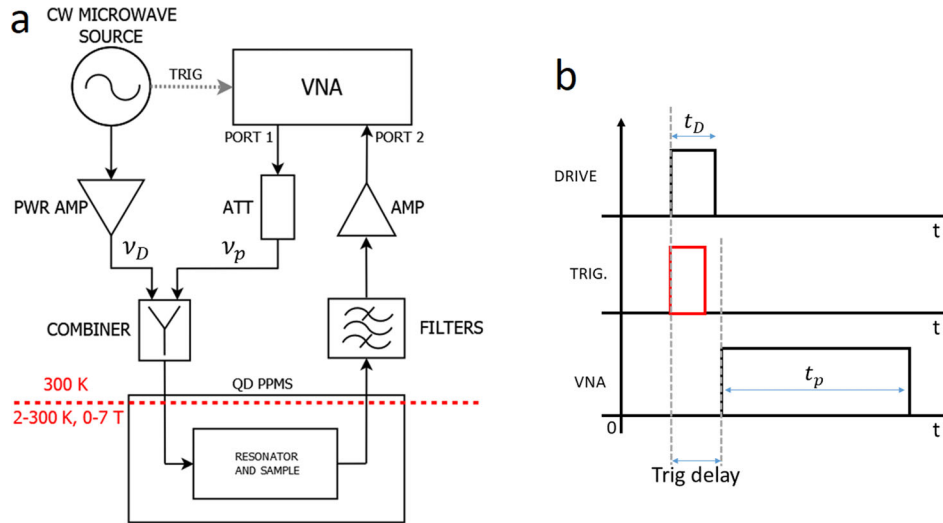 a
CW MICROWAVE
SOURCE
TRIG
VNA
PORT 1
PORT 2
PWR AMP
ATT
AMP
ν_D
ν_p
COMBINER
FILTERS
300 K
QD PPMS
2-300 K, 0-7 T
RESONATOR
AND SAMPLE
b
t_D
DRIVE
t
TRIG.
t
t_p
VNA
0
t
Trig delay